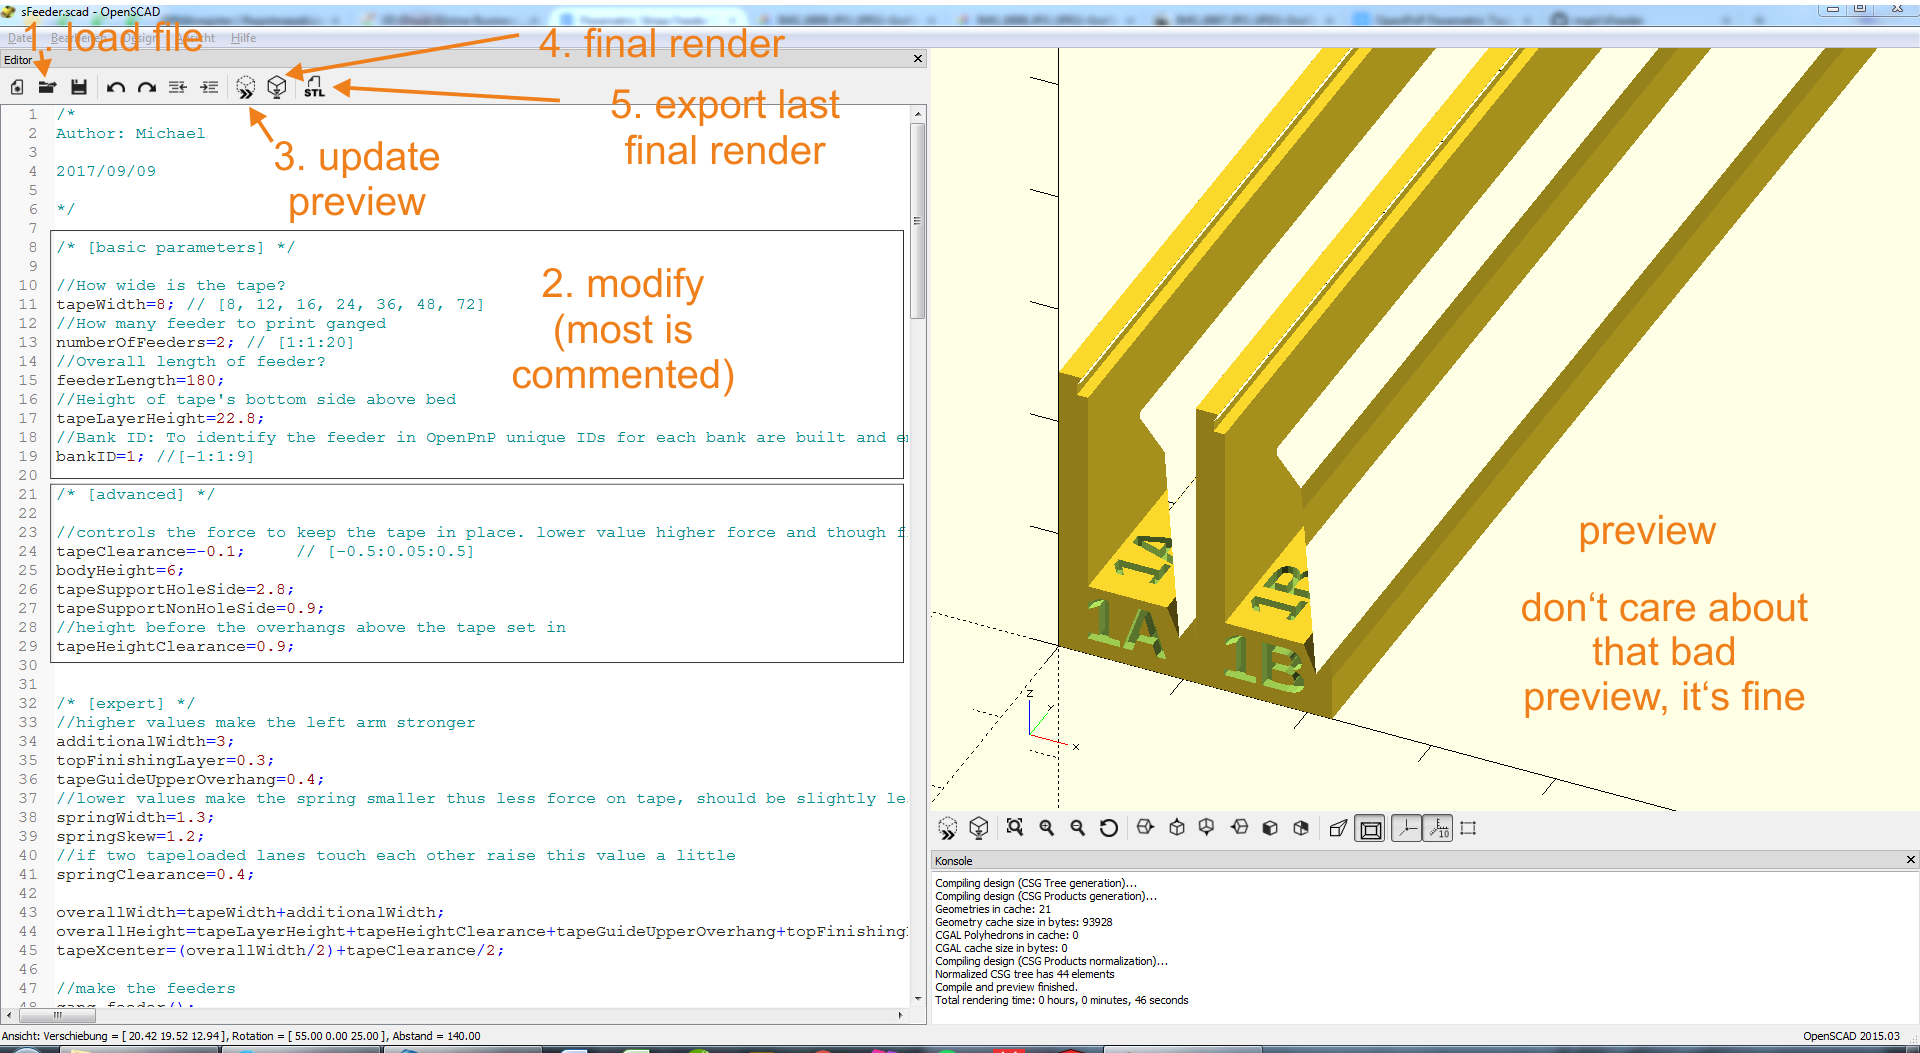 sFeeder.scad - OpenSCAD
1. load file
Datei Bearbeiten Design Ansicht Hilfe
Editor
4. final render
STL
5. export last
final render
3. update
preview
1 /*
2 Author: Michael
3
4 2017/09/09
5
6 */
7
8 /* [basic parameters] */
9
10 //How wide is the tape?
11 tapeWidth=8; // [8, 12, 16, 24, 36, 48, 72]
12 //How many feeder to print ganged
13 numberOfFeeders=2; // [1:1:20]
14 //Overall length of feeder?
15 feederLength=180;
16 //Height of tape's bottom side above bed
17 tapeLayerHeight=22.8;
18 //Bank ID: To identify the feeder in OpenPnP unique IDs for each bank are built and e
19 bankID=1; //[-1:1:9]
20
2. modify
(most is
commented)
21 /* [advanced] */
22
23 //controls the force to keep the tape in place. lower value higher force and though f
24 tapeClearance=-0.1; // [-0.5:0.05:0.5]
25 bodyHeight=6;
26 tapeSupportHoleSide=2.8;
27 tapeSupportNonHoleSide=0.9;
28 //height before the overhangs above the tape set in
29 tapeHeightClearance=0.9;
30
31
32 /* [expert] */
33 //higher values make the left arm stronger
34 additionalWidth=3;
35 topFinishingLayer=0.3;
36 tapeGuideUpperOverhang=0.4;
37 //lower values make the spring smaller thus less force on tape, should be slightly le
38 springWidth=1.3;
39 springSkew=1.2;
40 //if two tapeloaded lanes touch each other raise this value a little
41 springClearance=0.4;
42
43 overallWidth=tapeWidth+additionalWidth;
44 overallHeight=tapeLayerHeight+tapeHeightClearance+tapeGuideUpperOverhang+topFinishing
45 tapeXcenter=(overallWidth/2)+tapeClearance/2;
46
47 //make the feeders
48 gang_feeder();
1A
1B
1A
1B
z
Y
x
preview
don't care about
that bad
preview, it's fine
10
Konsole
Compiling design (CSG Tree generation)...
Compiling design (CSG Products generation)...
Geometries in cache: 21
Geometry cache size in bytes: 93928
CGAL Polyhedrons in cache: 0
CGAL cache size in bytes: 0
Compiling design (CSG Products normalization)...
Normalized CSG tree has 44 elements
Compile and preview finished.
Total rendering time: 0 hours, 0 minutes, 46 seconds
Ansicht: Verschiebung = [ 20.42 19.52 12.94 ], Rotation = [ 55.00 0.00 25.00 ], Abstand = 140.00
OpenSCAD 2015.03